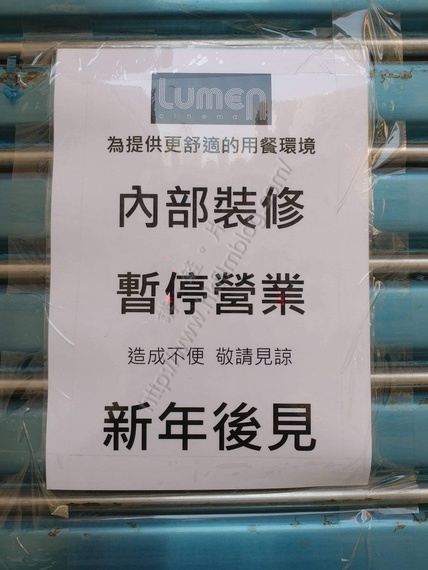 Lumen
cinema
為提供更舒適的用餐環境
內部裝修
暫停營業
造成不便 敬請見諒
新年後見